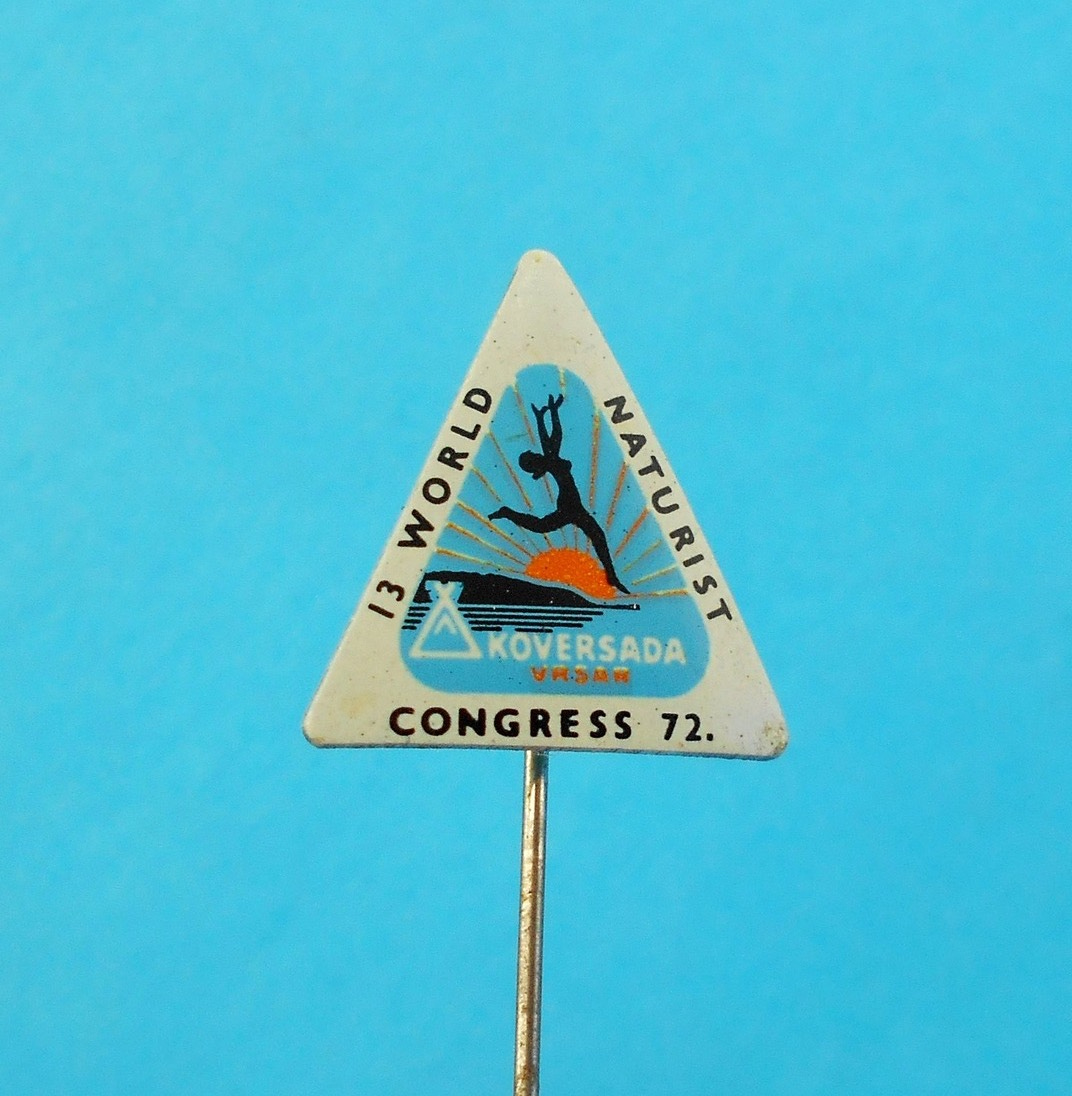 13 WORLD
NATURIST
KOVERSADA
VRSAR
CONGRESS 72.